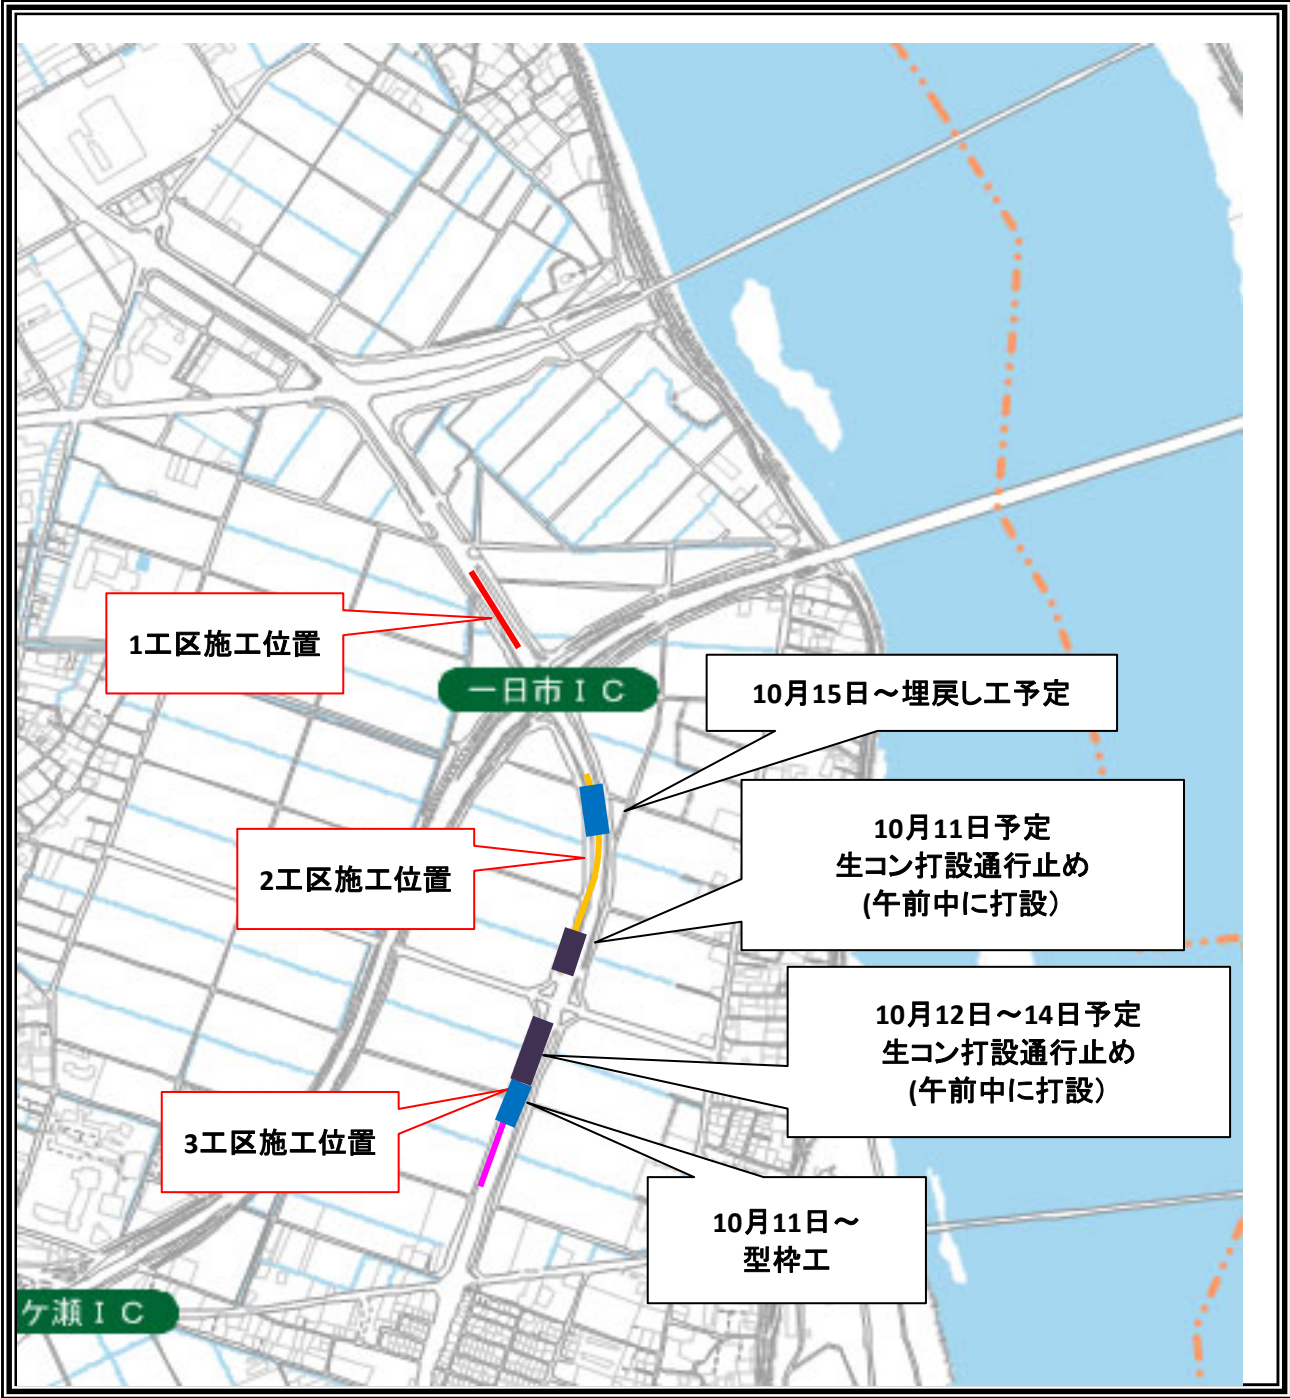 1工区施工位置
一日市IC
10月15日～埋戻し工予定
10月11日予定
生コン打設通行止め
(午前中に打設)
2工区施工位置
10月12日～14日予定
生コン打設通行止め
(午前中に打設)
3工区施工位置
10月11日～
型枠工
ケ瀬IC